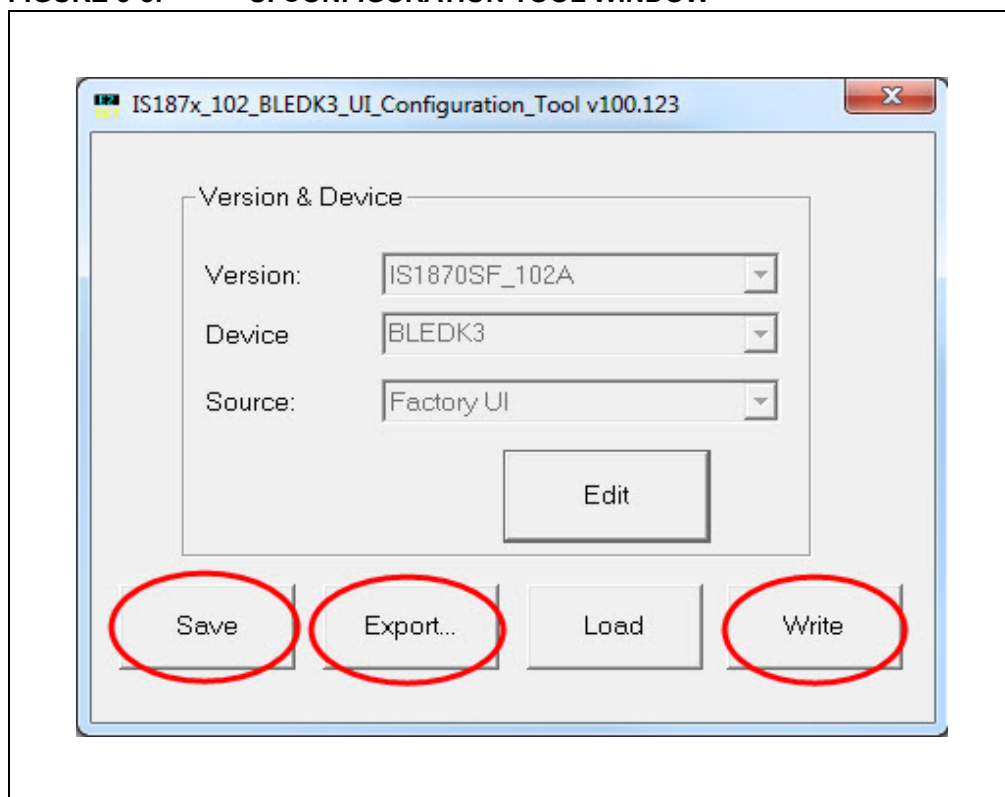 IS187x_102_BLEDK3_UI_Configuration_Tool v100.123
Version & Device
Version: IS1870SF_102A
Device BLEDK3
Source: Factory UI
Edit
Save Export... Load Write